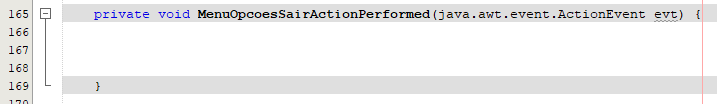 165 private void MenuOpcoesSairActionPerformed(java.awt.event.ActionEvent evt) {
166
167
168
169 }